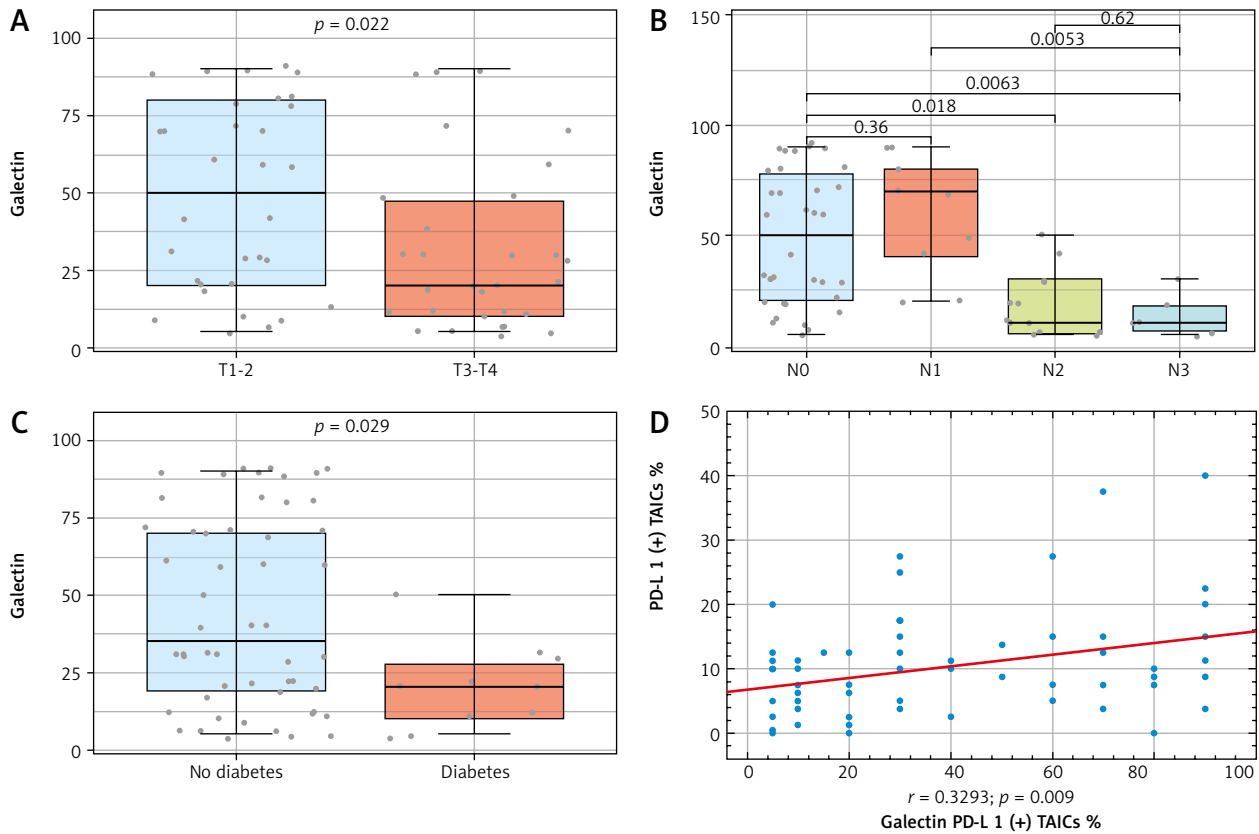 A
p = 0.022
100
75
50
25
0
Galectin
T1-2
T3-T4
B
150
100
50
0
Galectin
0.62
0.0053
0.0063
0.018
0.36
N0
N1
N2
N3
C
p = 0.029
100
75
50
25
0
Galectin
No diabetes
Diabetes
D
50
40
30
20
10
0
PD-L 1 (+) TAICs %
0
20
40
60
80
100
r = 0.3293; p = 0.009
Galectin PD-L 1 (+) TAICs %